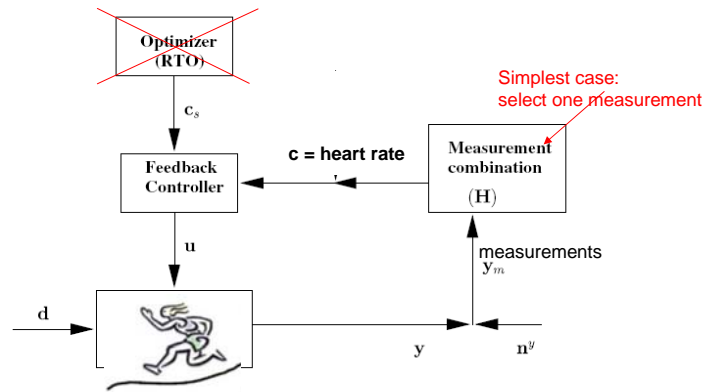 Optimizer
(RTO)
Simplest case:
select one measurement
c_s
c = heart rate
Feedback
Controller
Measurement
combination
(H)
u
measurements
y_m
d
y
n^y